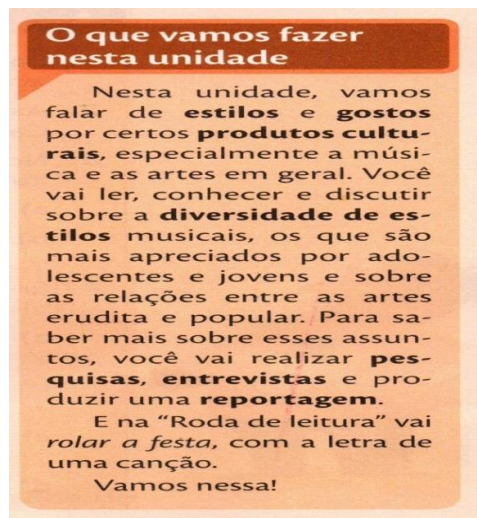 O que vamos fazer
nesta unidade
Nesta unidade, vamos
falar de estilos e gostos
por certos produtos cultu-
rais, especialmente a músi-
ca e as artes em geral. Você
vai ler, conhecer e discutir
sobre a diversidade de es-
tilos musicais, os que são
mais apreciados por ado-
lescentes e jovens e sobre
as relações entre as artes
erudita e popular. Para sa-
ber mais sobre esses assun-
tos, você vai realizar pes-
quisas, entrevistas e pro-
duzir uma reportagem.
E na “Roda de leitura” vai
rolar a festa, com a letra de
uma canção.
Vamos nessa!